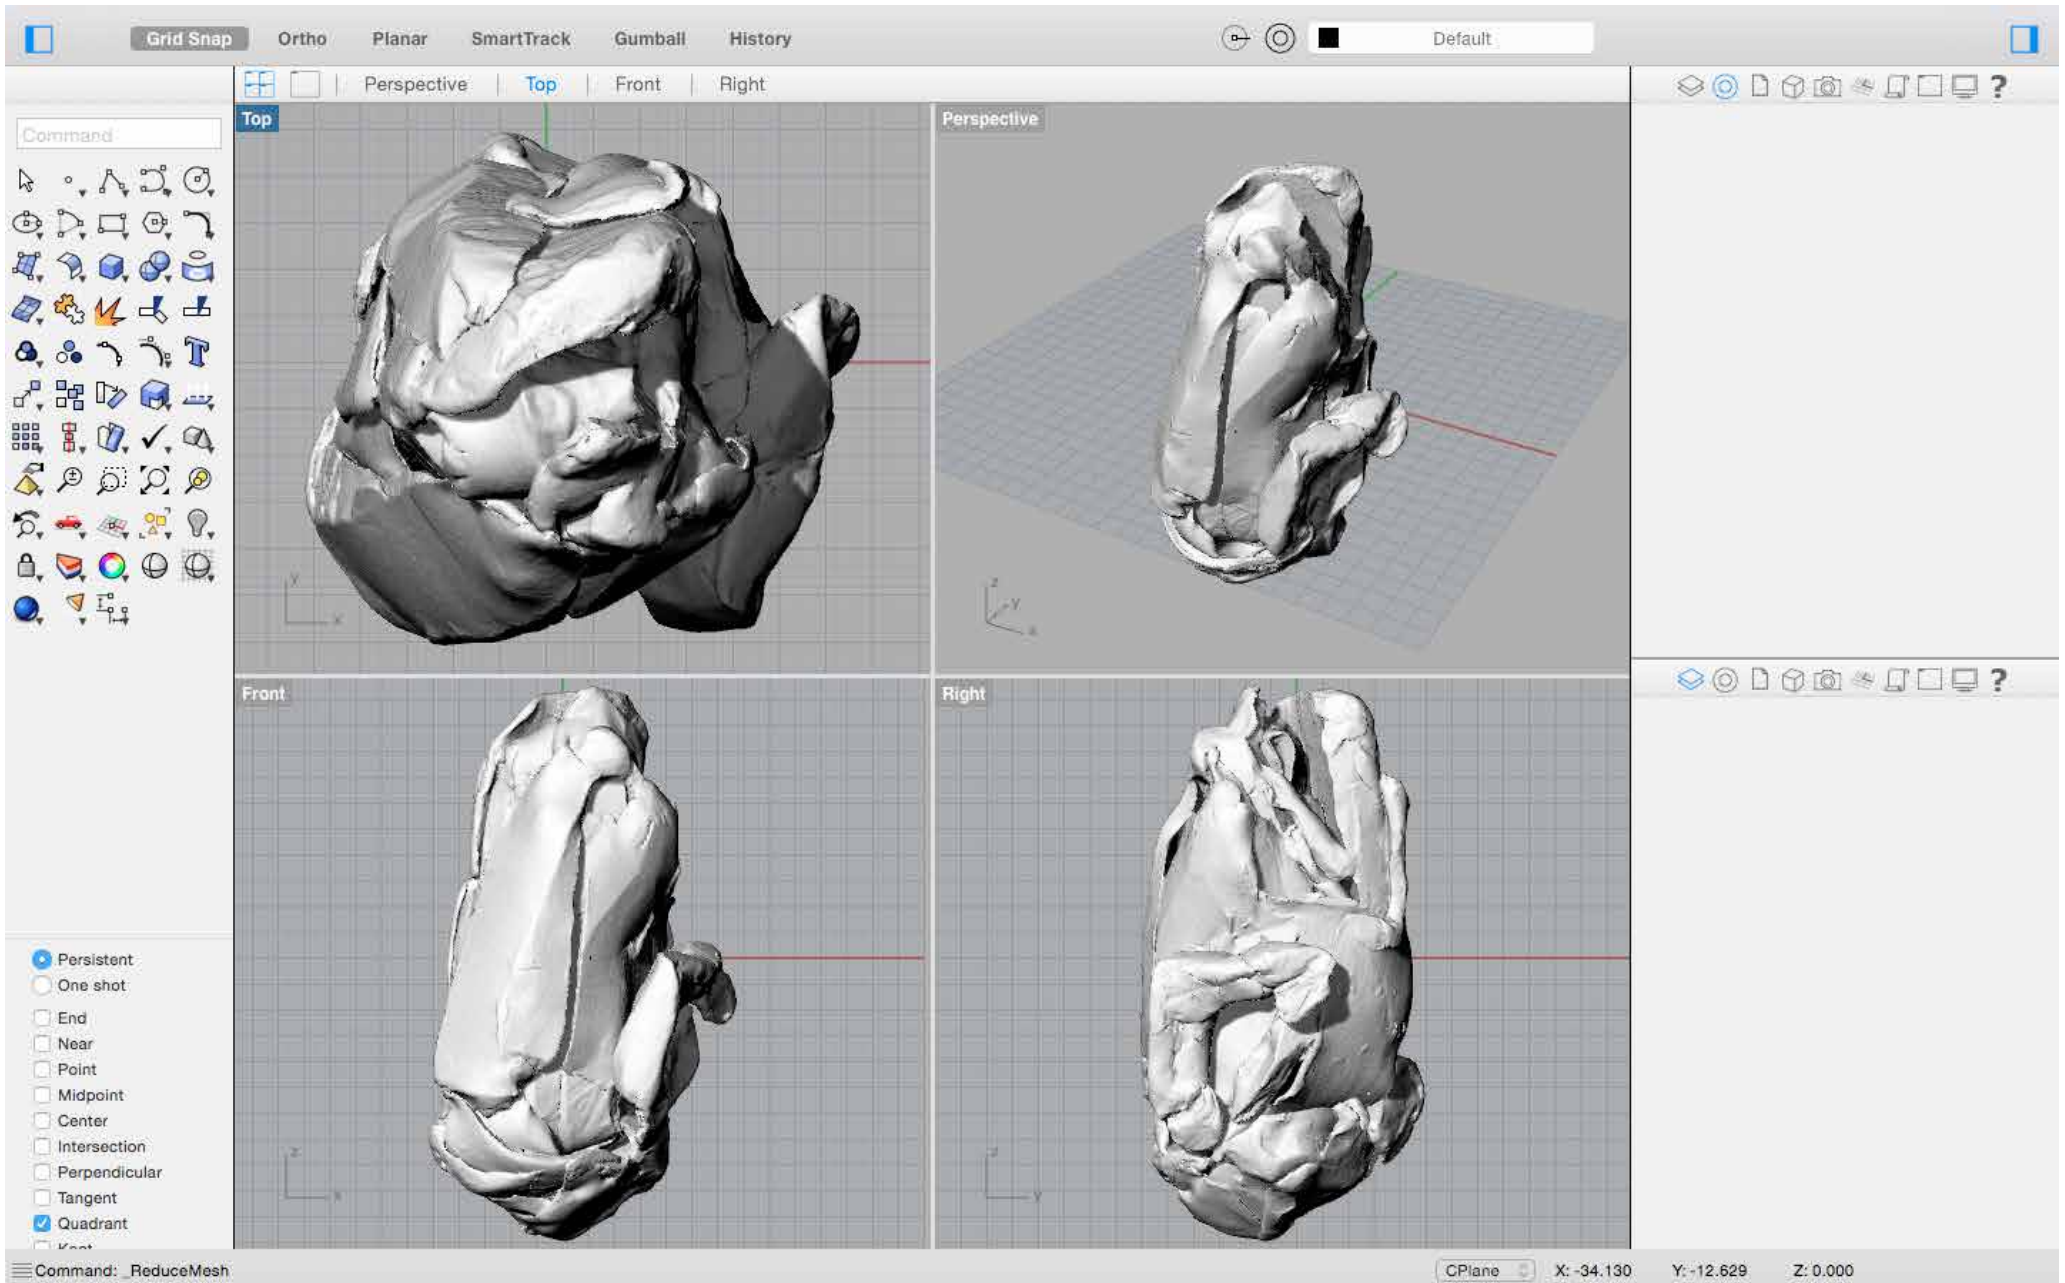 Grid Snap Ortho Planar SmartTrack Gumball History Default
Perspective Top Front Right
Command
Top
Perspective
?
y
x
z
y
x
Front
Right
?
z
x
z
y
Persistent
One shot
End
Near
Point
Midpoint
Center
Intersection
Perpendicular
Tangent
Quadrant
Knot
Command: _ReduceMesh CPlane X: -34.130 Y: -12.629 Z: 0.000